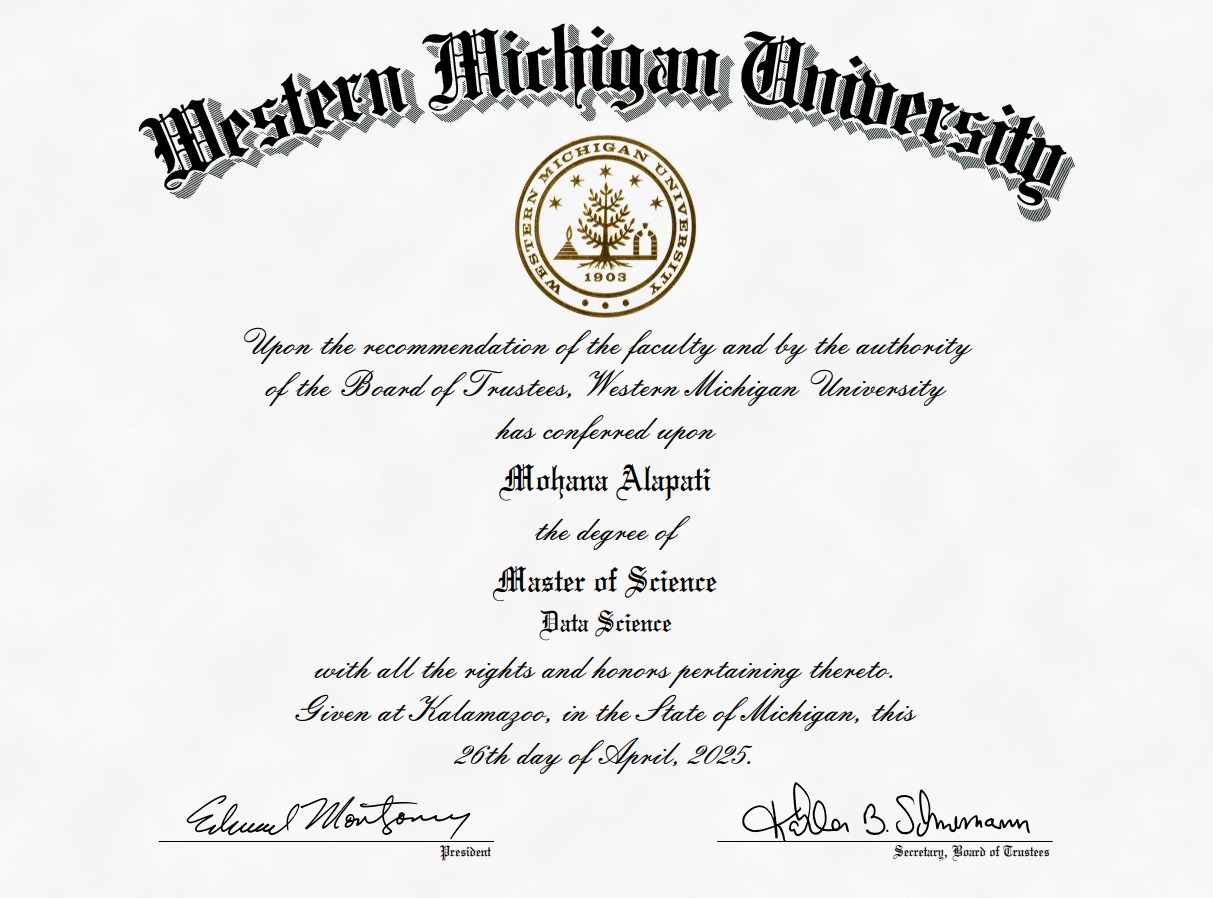 Western Michigan University
WESTERN MICHIGAN UNIVERSITY
1903
Upon the recommendation of the faculty and by the authority
of the Board of Trustees, Western Michigan University
has conferred upon
Mohana Alapati
the degree of
Master of Science
Data Science
with all the rights and honors pertaining thereto.
Given at Kalamazoo, in the State of Michigan, this
26th day of April, 2025.
Edward Montgomery
President
B.
Secretary, Board of Trustees